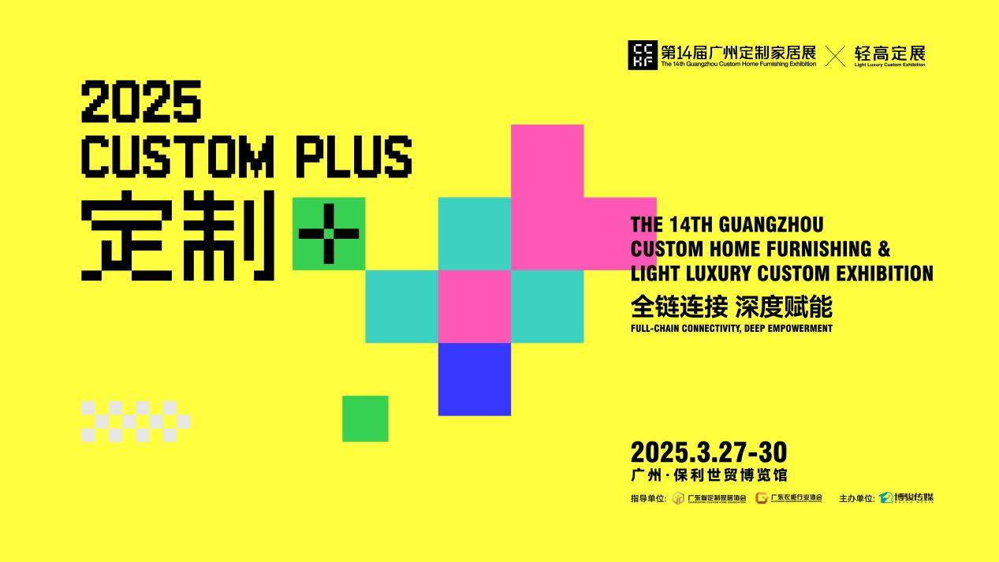 CCHF
第14届广州定制家居展
The 14th Guangzhou Custom Home Furnishing Exhibition
轻高定展
Light Luxury Custom Exhibition
2025
CUSTOM PLUS
定制+
THE 14TH GUANGZHOU
CUSTOM HOME FURNISHING &
LIGHT LUXURY CUSTOM EXHIBITION
全链连接 深度赋能
FULL-CHAIN CONNECTIVITY, DEEP EMPOWERMENT
2025.3.27-30
广州·保利世贸博览馆
指导单位: 广东省定制家居协会 广东衣柜行业协会 主办单位: 博骏传媒